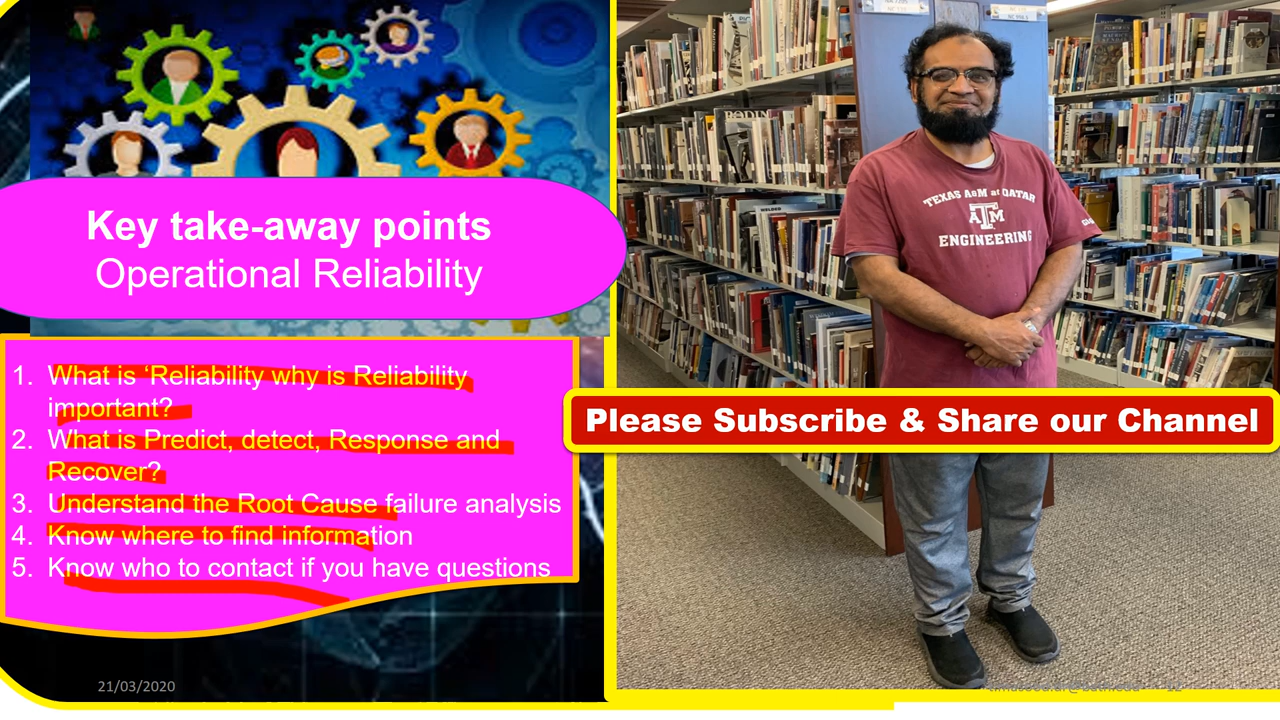 Key take-away points
Operational Reliability
1. What is ‘Reliability why is Reliability
important?
2. What is Predict, detect, Response and
Recover?
3. Understand the Root Cause failure analysis
4. Know where to find information
5. Know who to contact if you have questions
21/03/2020
TEXAS A&M at QATAR
ATM
ENGINEERING
Please Subscribe & Share our Channel
12